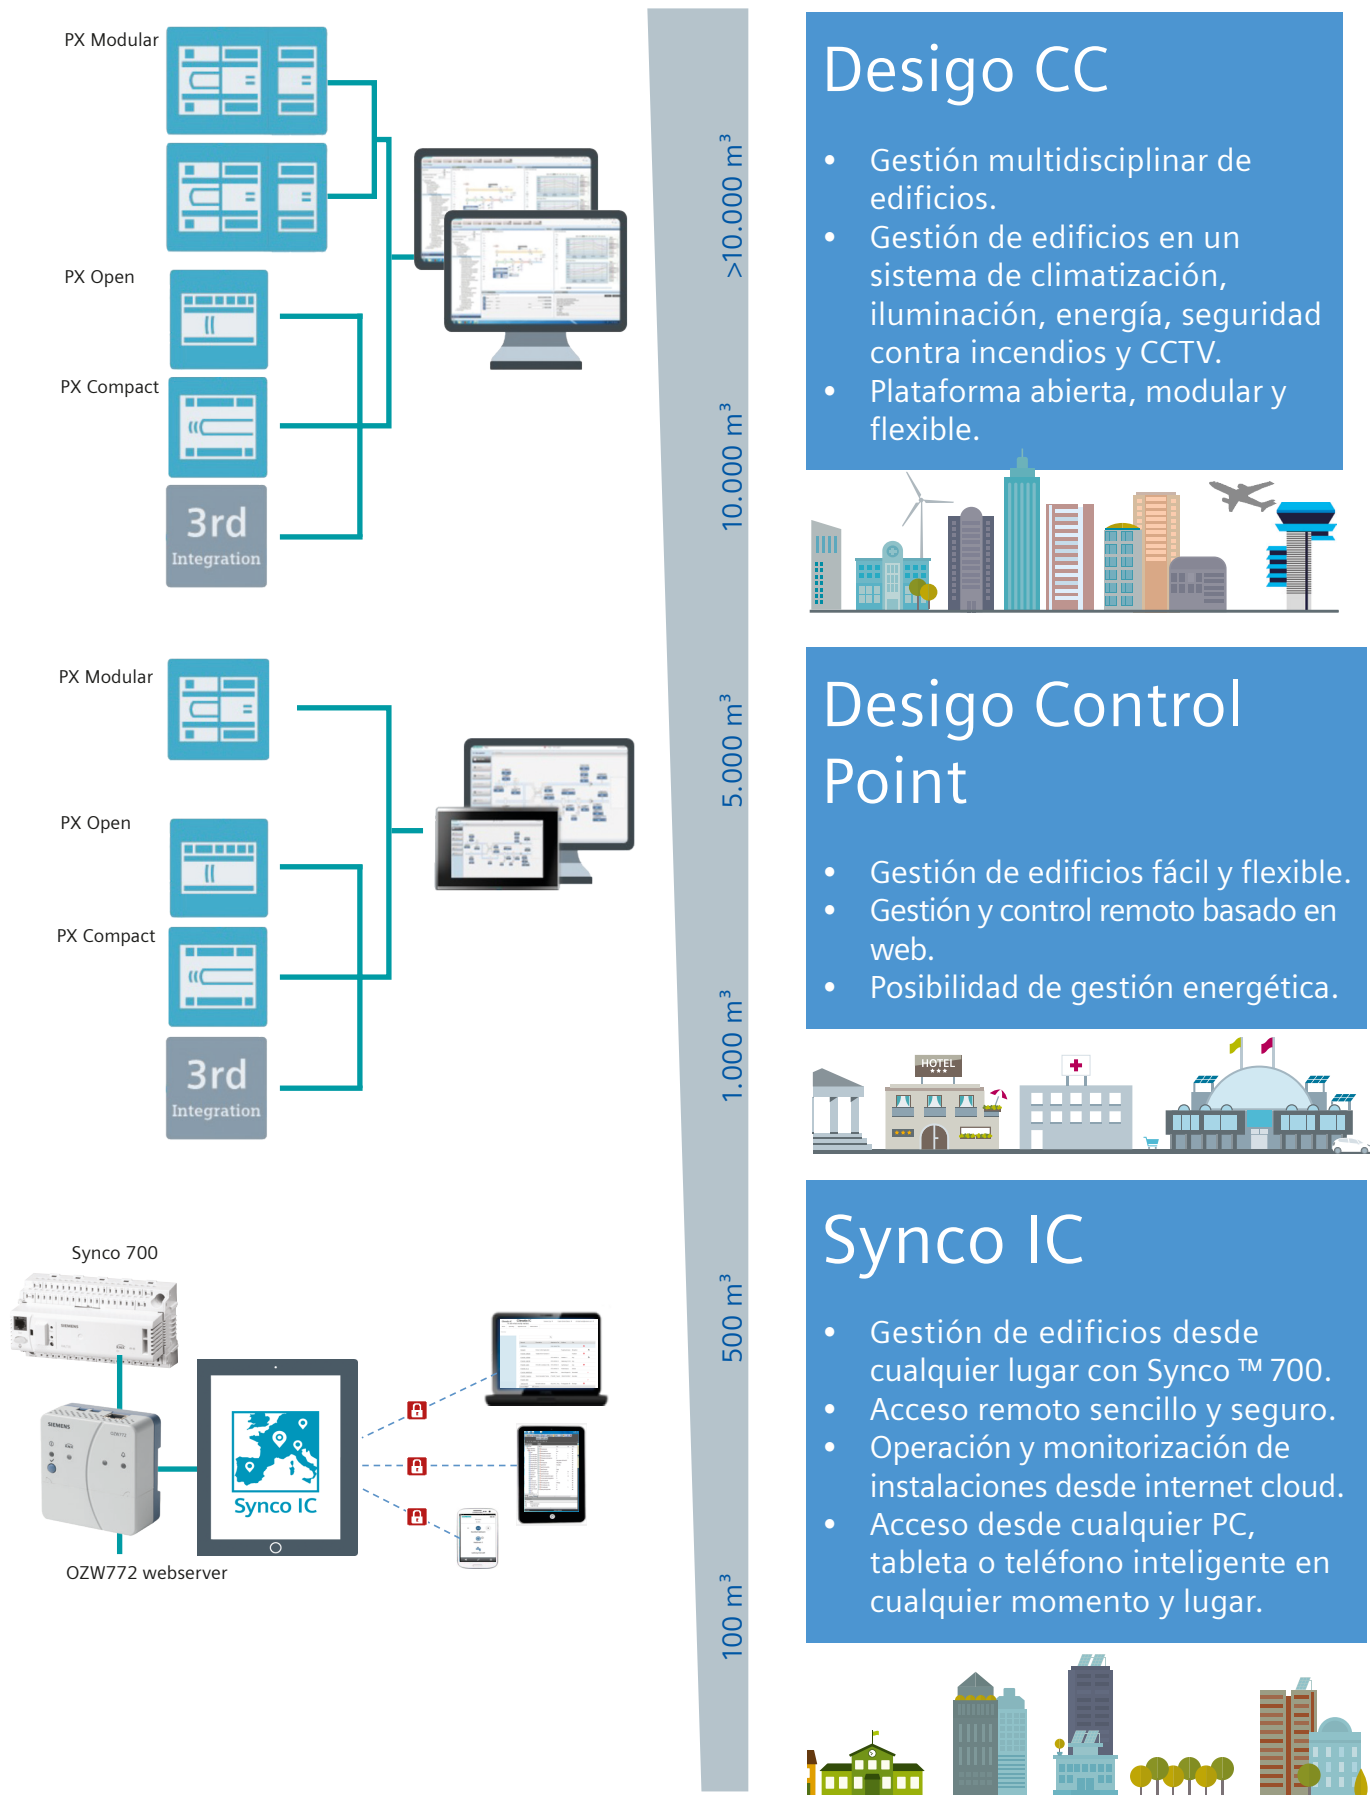 PX Modular
PX Open
PX Compact
3rd
Integration
>10.000 m³
10.000 m³
Desigo CC
• Gestión multidisciplinar de
edificios.
• Gestión de edificios en un
sistema de climatización,
iluminación, energía, seguridad
contra incendios y CCTV.
• Plataforma abierta, modular y
flexible.
PX Modular
PX Open
PX Compact
3rd
Integration
5.000 m³
1.000 m³
Desigo Control
Point
• Gestión de edificios fácil y flexible.
• Gestión y control remoto basado en
web.
• Posibilidad de gestión energética.
HOTEL
Synco 700
SIEMENS
SIEMENS
OZW772
Synco IC
OZW772 webserver
500 m³
100 m³
Synco IC
• Gestión de edificios desde
cualquier lugar con Synco ™ 700.
• Acceso remoto sencillo y seguro.
• Operación y monitorización de
instalaciones desde internet cloud.
• Acceso desde cualquier PC,
tableta o teléfono inteligente en
cualquier momento y lugar.